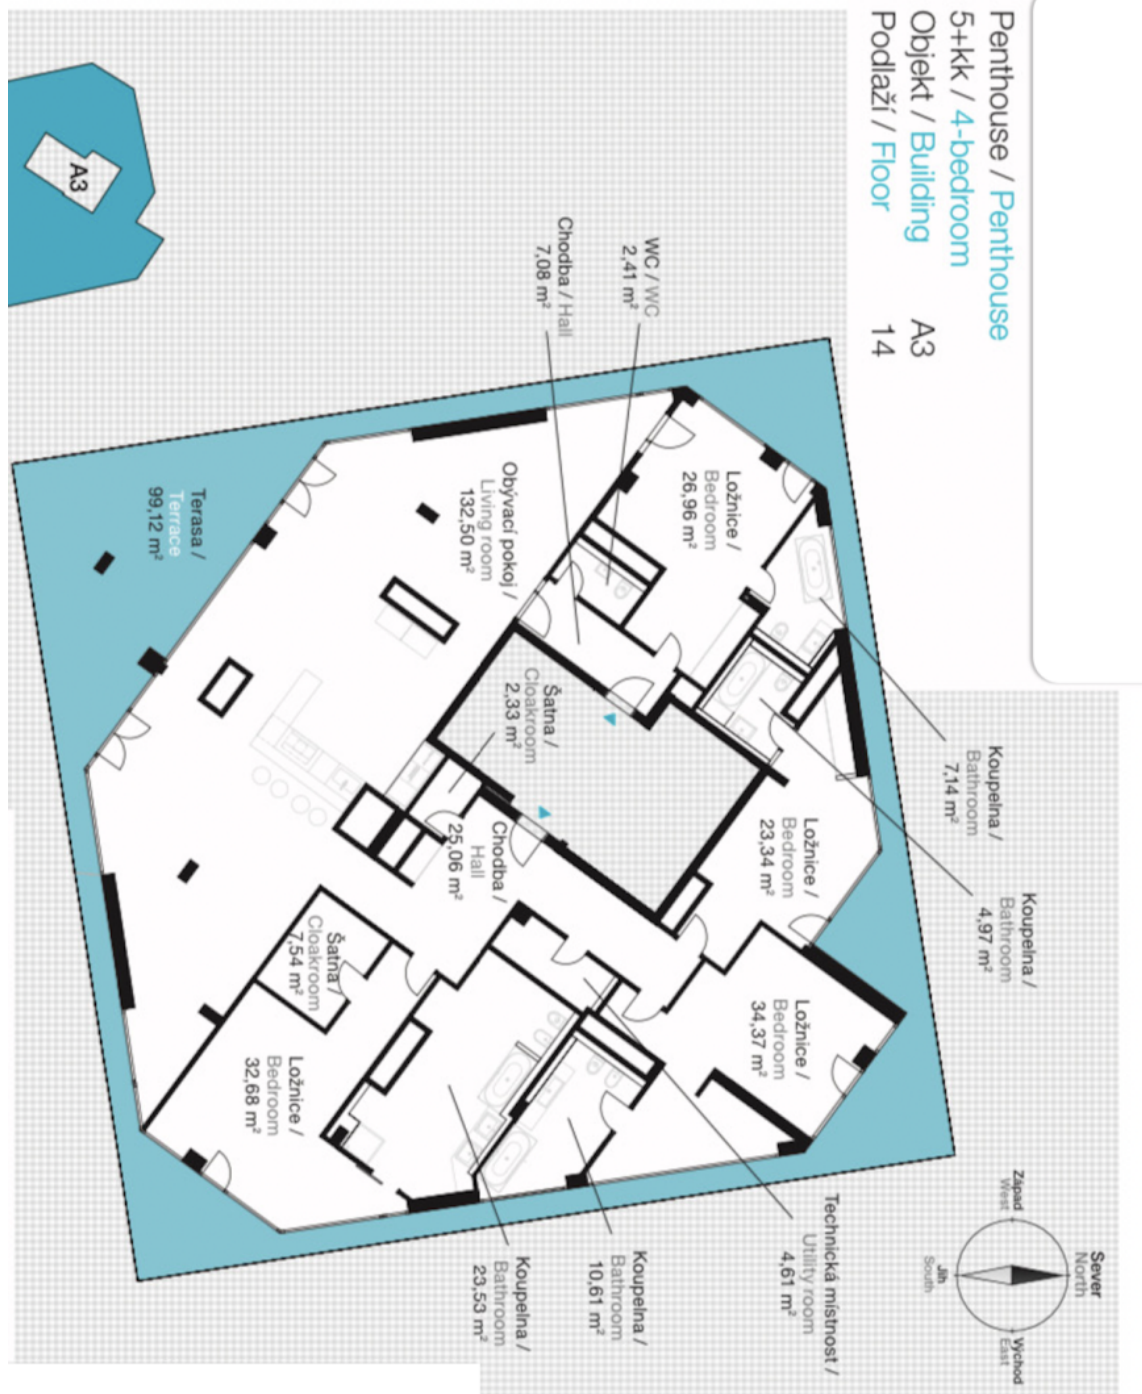 Penthouse / Penthouse
5+kk / 4-bedroom
Objekt / Building A3
Podlaží / Floor 14
A3
WC / WC
2,41 m²
Chodba / Hall
7,08 m²
Ložnice /
Bedroom
26,96 m²
Obývací pokoj /
Living room
132,50 m²
Terasa /
Terrace
99,12 m²
Šatna /
Cloakroom
2,33 m²
Koupelna /
Bathroom
7,14 m²
Koupelna /
Bathroom
4,97 m²
Ložnice /
Bedroom
23,34 m²
Chodba /
Hall
25,06 m²
Šatna /
Cloakroom
7,54 m²
Ložnice /
Bedroom
34,37 m²
Ložnice /
Bedroom
32,68 m²
Technická místnost /
Utility room
4,61 m²
Koupelna /
Bathroom
10,61 m²
Koupelna /
Bathroom
23,53 m²
Sever
North
Západ
West
Východ
East
Jih
South